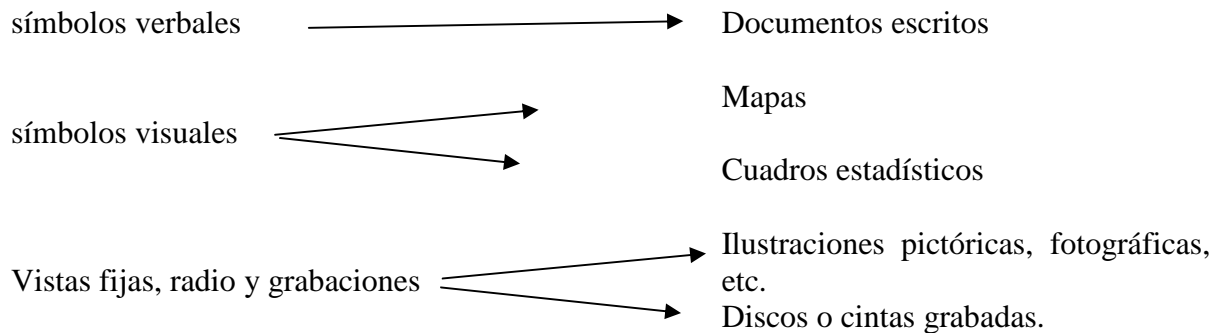 símbolos verbales Documentos escritos
Mapas
símbolos visuales
Cuadros estadísticos
Ilustraciones pictóricas, fotográficas,
Vistas fijas, radio y grabaciones etc.
Discos o cintas grabadas.